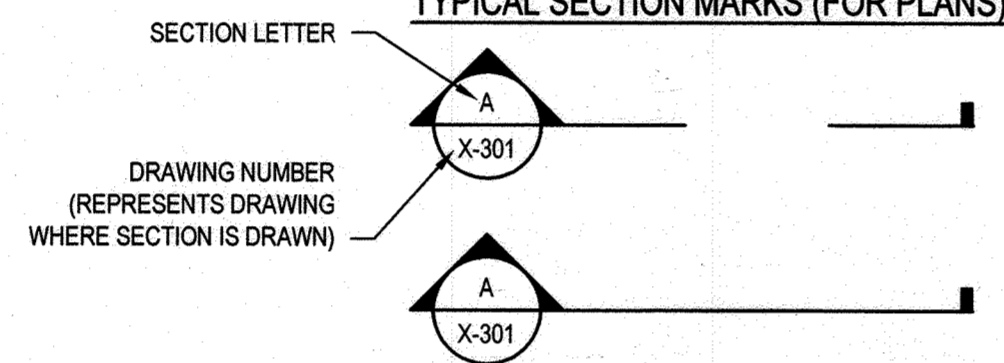 TYPICAL SECTION MARKS (FOR PLANS)
SECTION LETTER
A
X-301
DRAWING NUMBER
(REPRESENTS DRAWING
WHERE SECTION IS DRAWN)
A
X-301